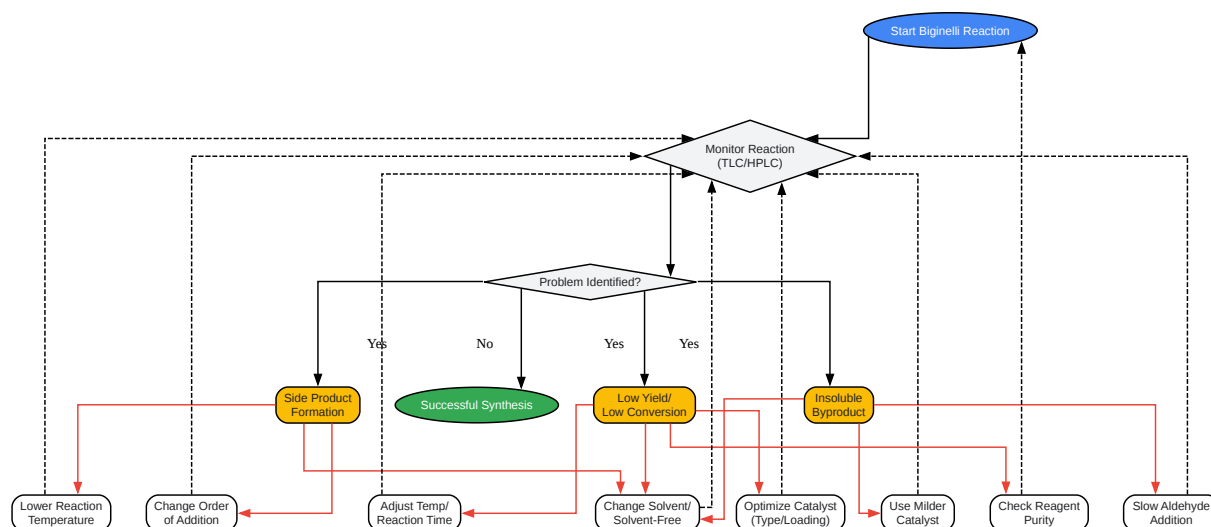 Start Biginelli Reaction
Monitor Reaction
(TLC/HPLC)
Problem Identified?
Yes
No
Yes
Yes
Side Product
Formation
Successful Synthesis
Low Yield/
Low Conversion
Insoluble
Byproduct
Lower Reaction
Temperature
Change Order
of Addition
Adjust Temp/
Reaction Time
Change Solvent/
Solvent-Free
Optimize Catalyst
(Type/Loading)
Use Milder
Catalyst
Check Reagent
Purity
Slow Aldehyde
Addition